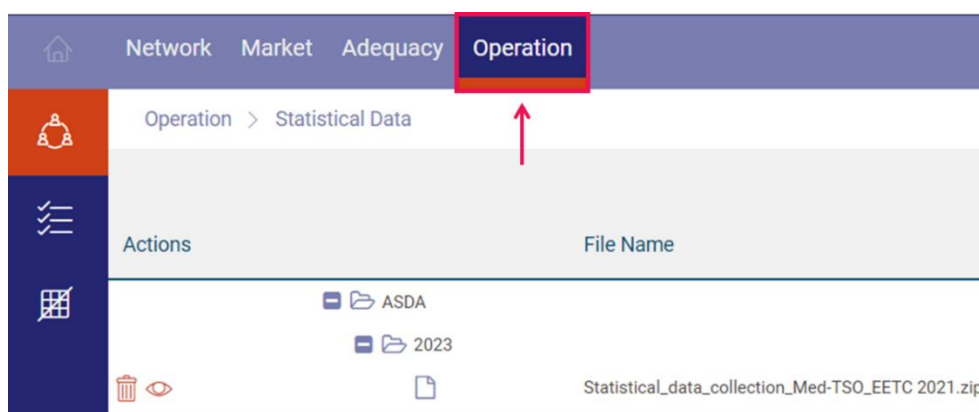 Network Market Adequacy Operation
Operation > Statistical Data
Actions File Name
ASDA
2023
Statistical_data_collection_Med-TSO_EETC 2021.zip